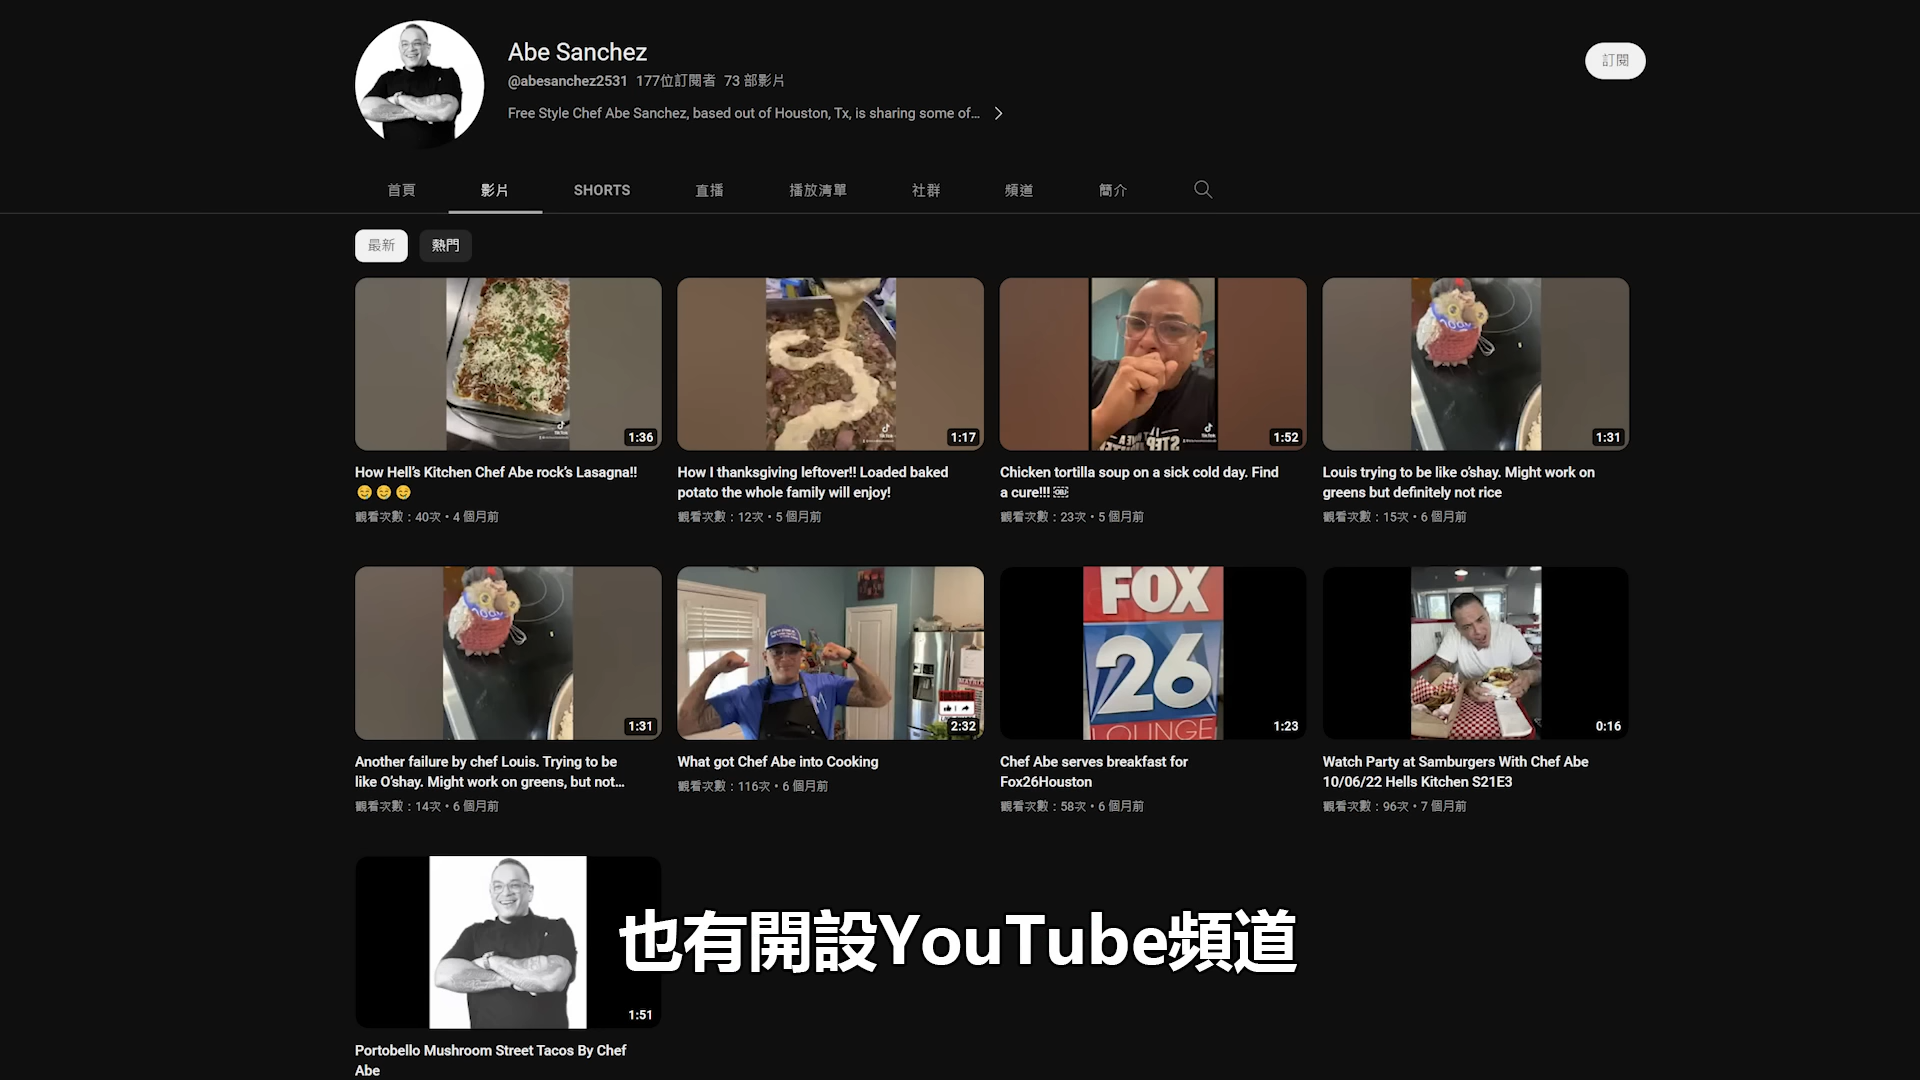 Abe Sanchez
訂閱
@abesanchez2531 177位訂閱者 73 部影片
Free Style Chef Abe Sanchez, based out of Houston, Tx, is sharing some of...
首頁 影片 SHORTS 直播 播放清單 社群 頻道 簡介
最新 熱門
1:36
1:17
1:52
1:31
How Hell's Kitchen Chef Abe rock's Lasagna!!
😊😊😊
觀看次數：40次・4 個月前
How I thanksgiving leftover!! Loaded baked
potato the whole family will enjoy!
觀看次數：12次・5 個月前
Chicken tortilla soup on a sick cold day. Find
a cure!!! ￼
觀看次數：23次・5 個月前
Louis trying to be like o'shay. Might work on
greens but definitely not rice
觀看次數：15次・6 個月前
1:31
2:32
FOX
26
LOUNGE
1:23
0:16
Another failure by chef Louis. Trying to be
like O'shay. Might work on greens, but not...
觀看次數：14次・6 個月前
What got Chef Abe into Cooking
觀看次數：116次・6 個月前
Chef Abe serves breakfast for
Fox26Houston
觀看次數：58次・6 個月前
Watch Party at Samburgers With Chef Abe
10/06/22 Hells Kitchen S21E3
觀看次數：96次・7 個月前
1:51
也有開設YouTube頻道
Portobello Mushroom Street Tacos By Chef
Abe